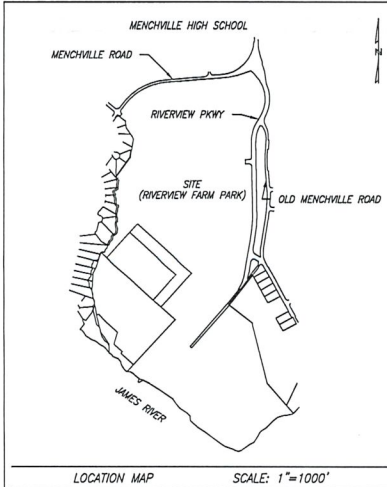 MENCHVILLE HIGH SCHOOL
MENCHVILLE ROAD
RIVERVIEW PKWY
SITE
(RIVERVIEW FARM PARK)
OLD MENCHVILLE ROAD
JAMES RIVER
LOCATION MAP SCALE: 1"=1000'